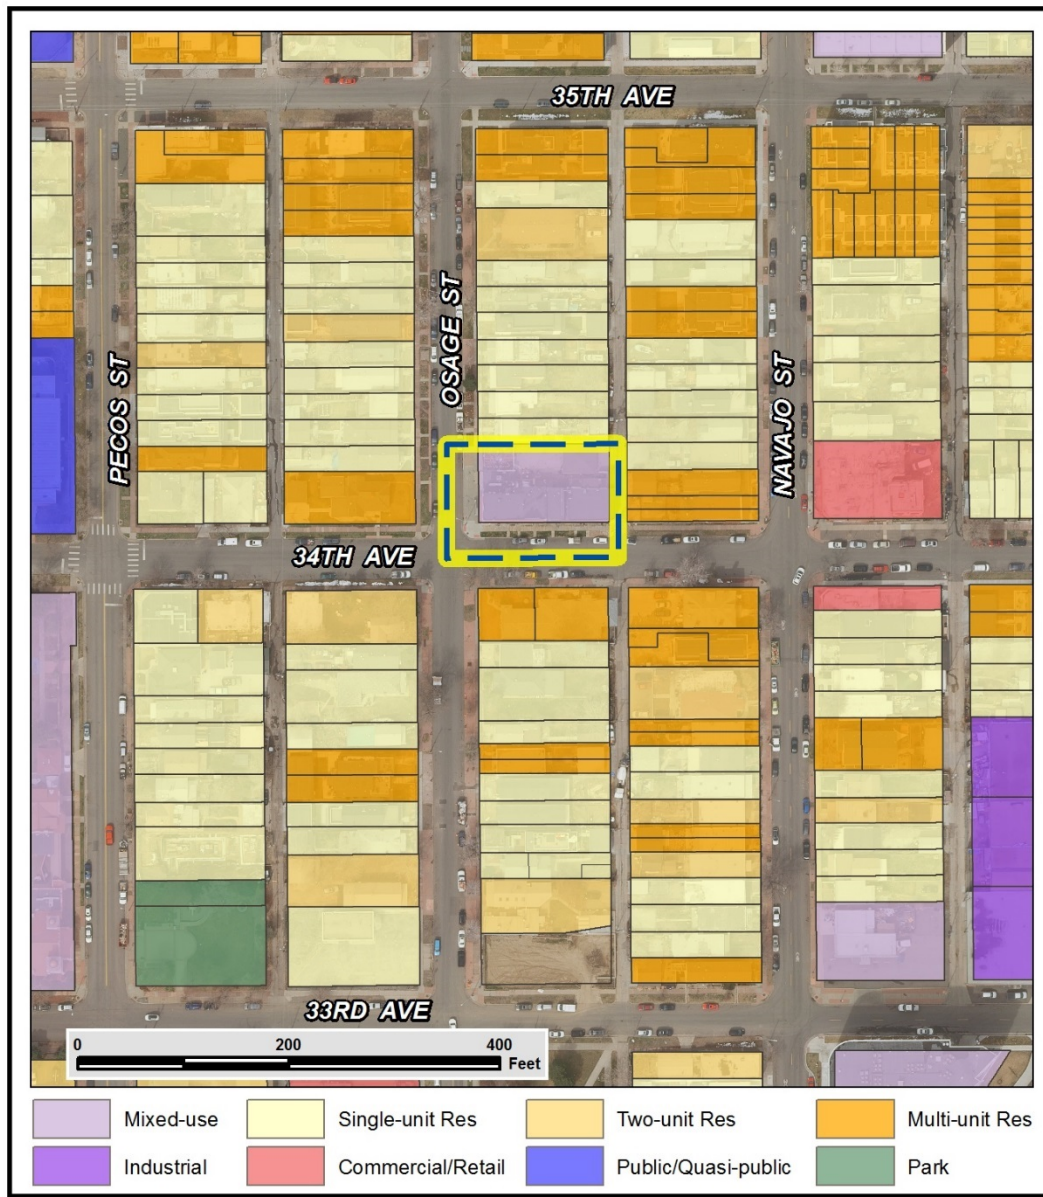 35TH AVE
PECOS ST
OSAGE ST
NAVAJO ST
34TH AVE
33RD AVE
0 200 400
Feet
Mixed-use Single-unit Res Two-unit Res Multi-unit Res
Industrial Commercial/Retail Public/Quasi-public Park